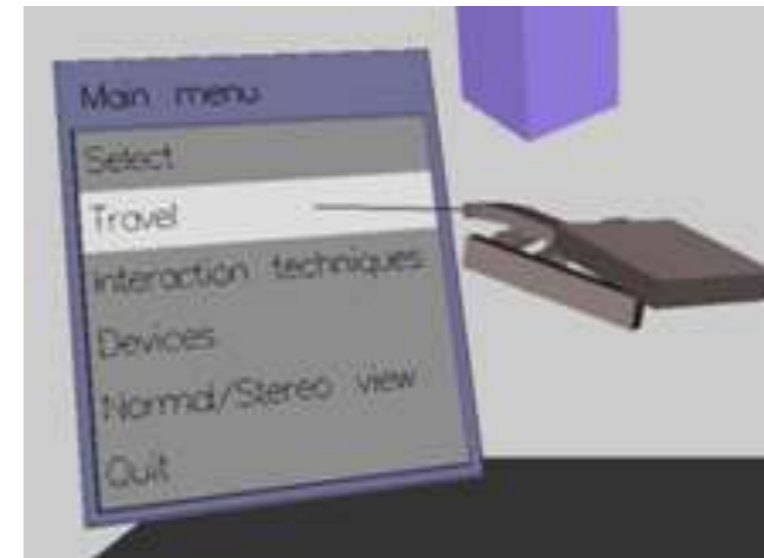 Main menu
Select
Travel
Interaction techniques
Devices
Normal/Stereo view
Quit